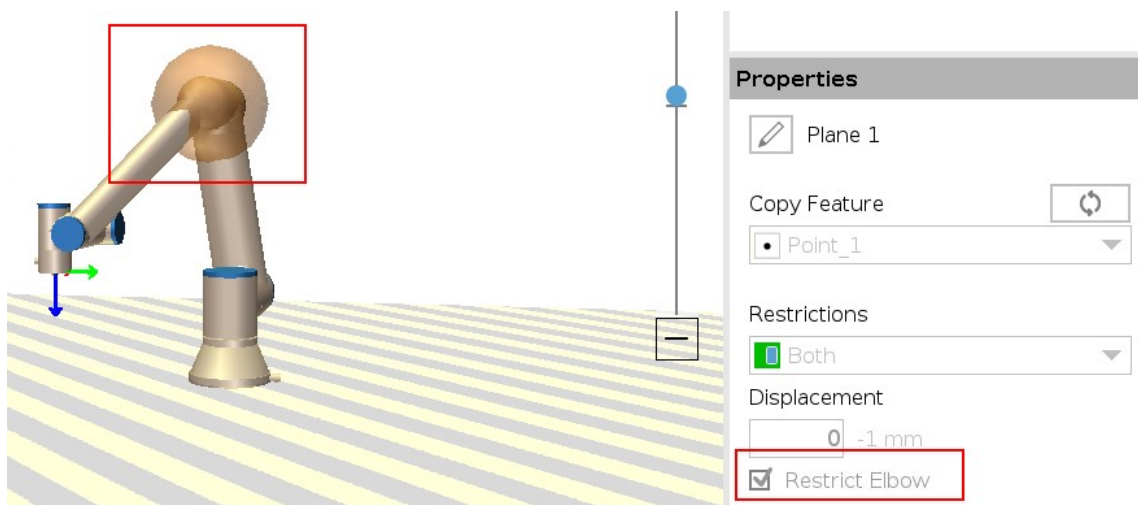 Properties
Plane 1
Copy Feature
Point_1
Restrictions
Both
Displacement
0 -1 mm
Restrict Elbow